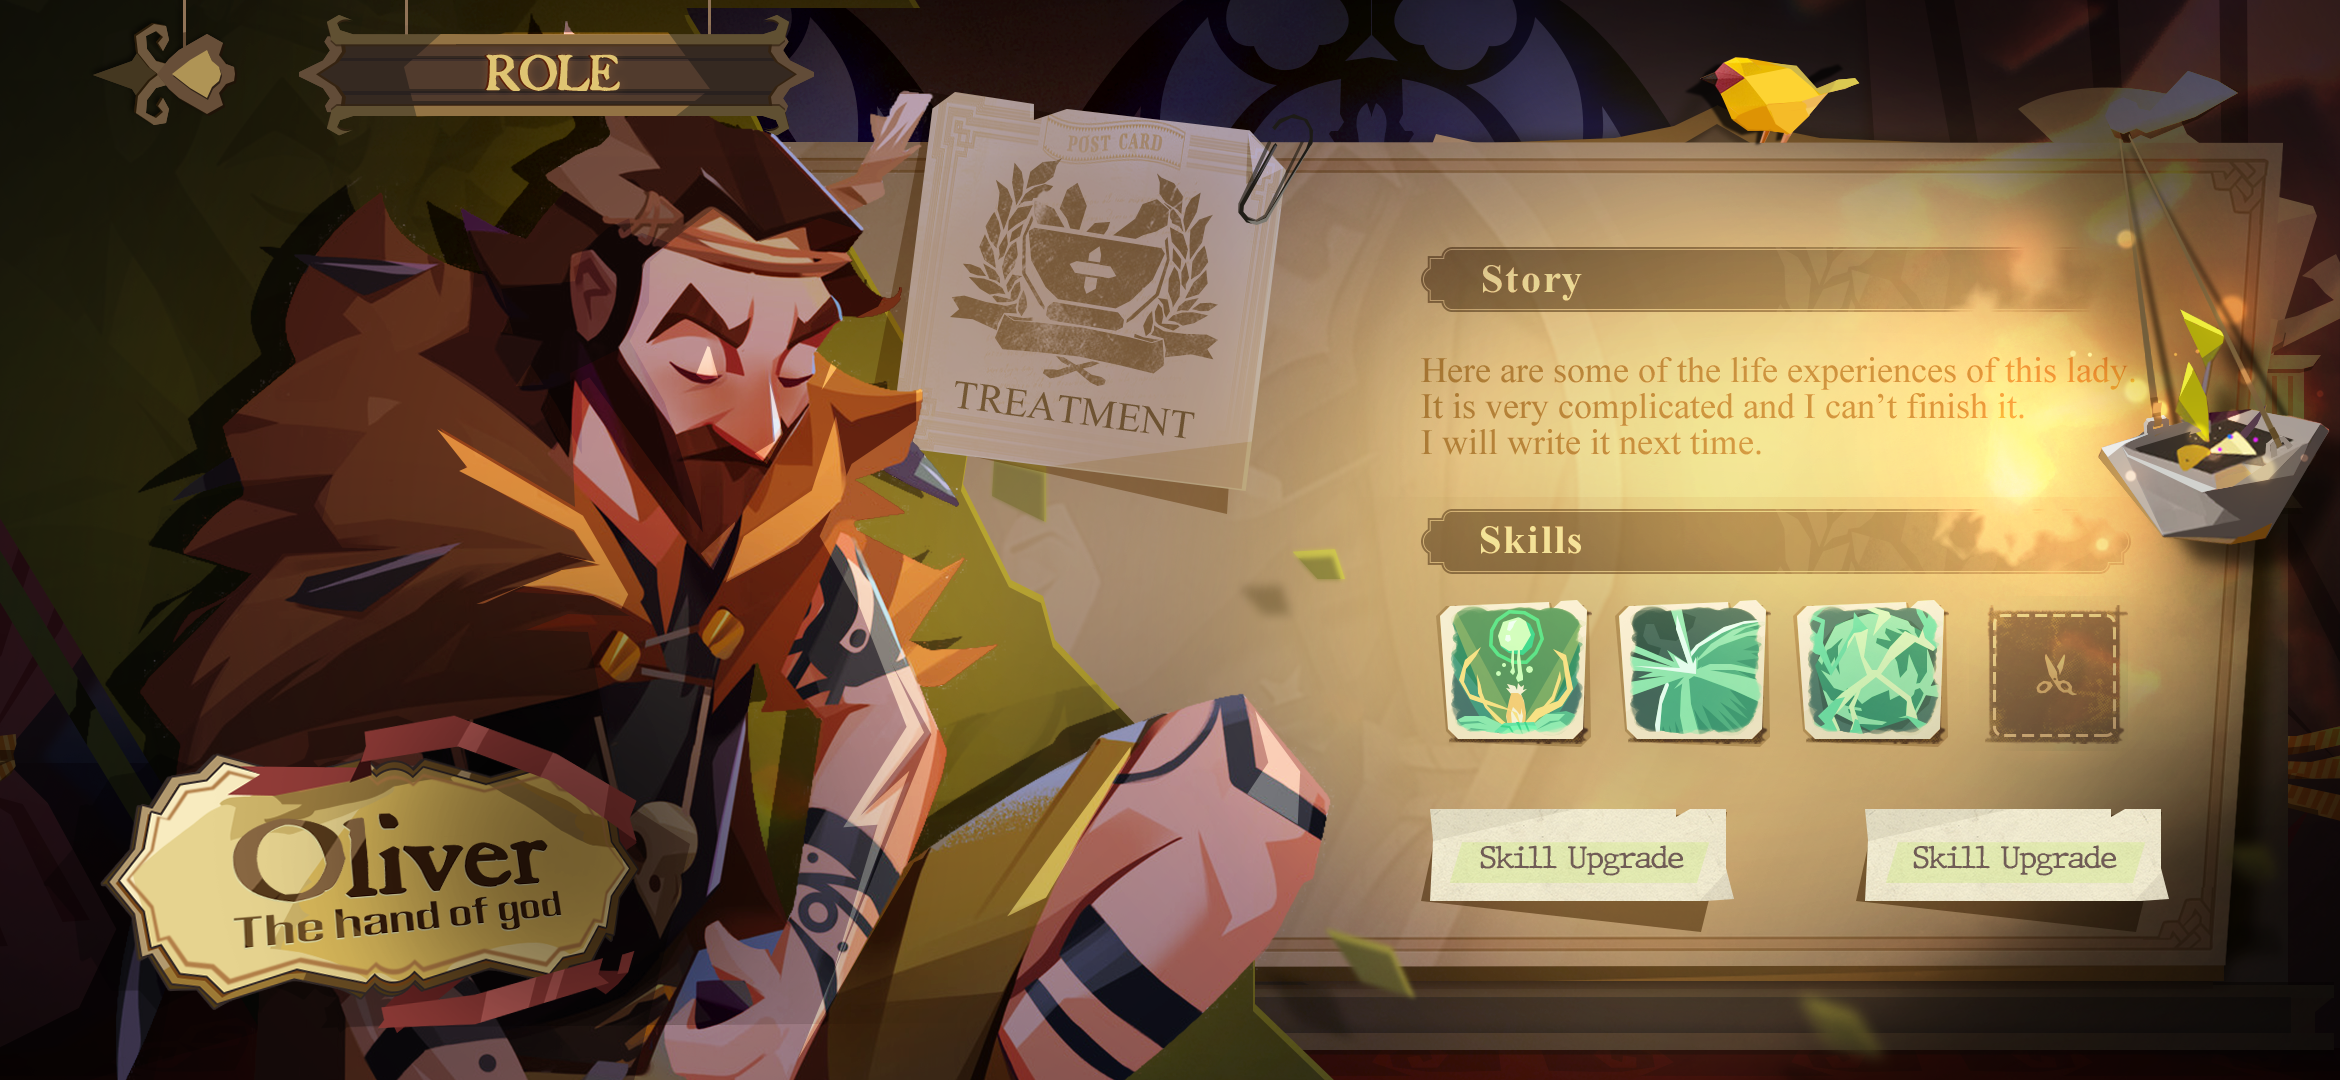 ROLE
POST CARD
TREATMENT
Story
Here are some of the life experiences of this lady.
It is very complicated and I can't finish it.
I will write it next time.
Skills
Skill Upgrade
Skill Upgrade
Oliver
The hand of god